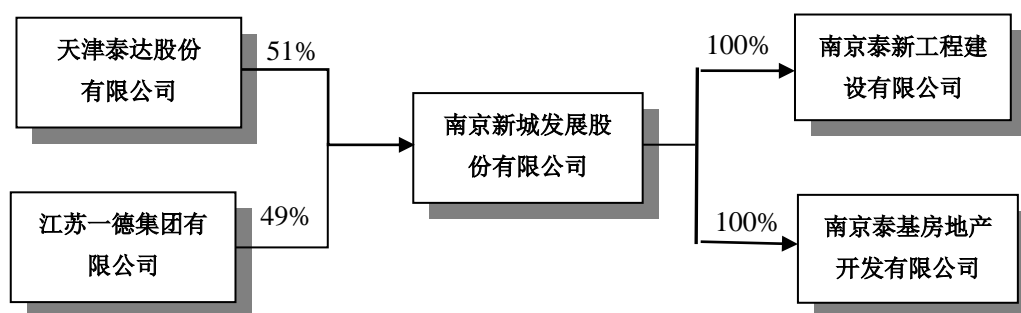 天津泰达股份
有限公司
51%
江苏一德集团有
限公司
49%
南京新城发展股
份有限公司
100%
南京泰新工程建
设有限公司
100%
南京泰基房地产
开发有限公司